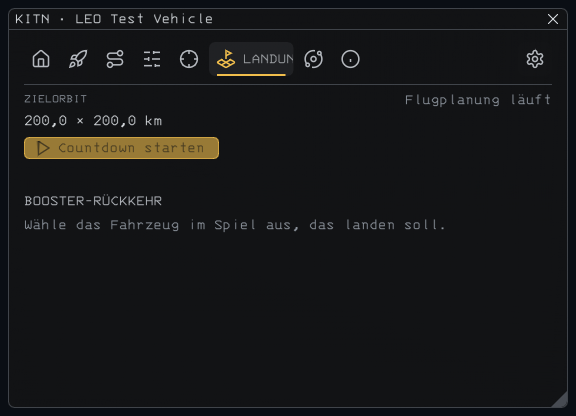 KITN · LEO Test Vehicle
LANDUN
ZIELORBIT
Flugplanung läuft
200,0 × 200,0 km
Countdown starten
BOOSTER-RÜCKKEHR
Wähle das Fahrzeug im Spiel aus, das landen soll.